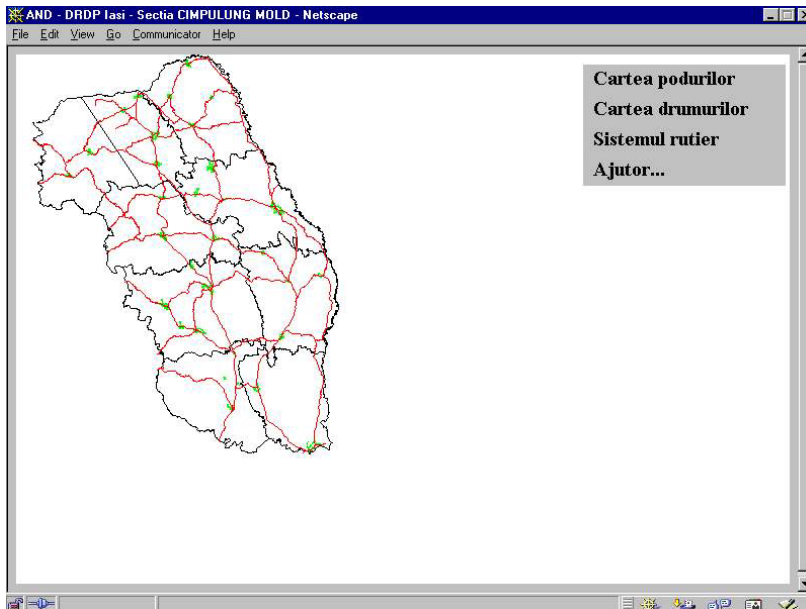 AND - DRDP Iasi - Sectia CIMPULUNG MOLD - Netscape
File Edit View Go Communicator Help
Cartea podurilor
Cartea drumurilor
Sistemul rutier
Ajutor...